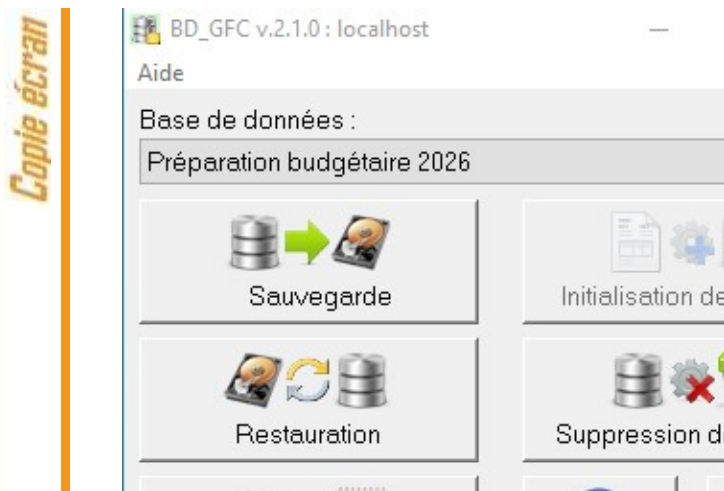 Copie écran
BD_GFC v.2.1.0 : localhost
Aide
Base de données :
Préparation budgétaire 2026
Sauvegarde
Initialisation de
Restauration
Suppression d